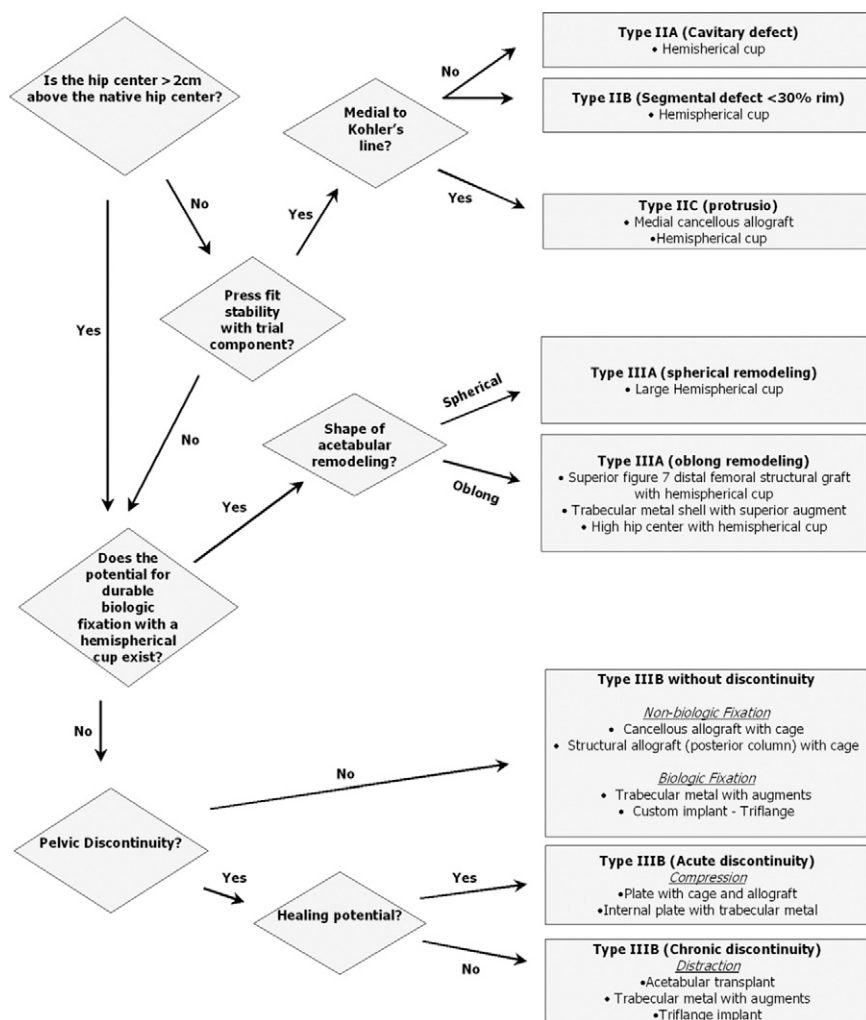 Is the hip center >2cm
above the native hip center?
No
Yes
Medial to
Kohler's
line?
No
Yes
Type IIA (Cavitary defect)
• Hemisherical cup
Type IIB (Segmental defect <30% rim)
• Hemispherical cup
Type IIC (protrusio)
• Medial cancellous allograft
•Hemispherical cup
Yes
Press fit
stability
with trial
component?
No
Shape of
acetabular
remodeling?
Spherical
Oblong
Type IIIA (spherical remodeling)
• Large Hemispherical cup
Type IIIA (oblong remodeling)
• Superior figure 7 distal femoral structural graft
with hemispherical cup
• Trabecular metal shell with superior augment
• High hip center with hemispherical cup
Yes
Does the
potential for
durable
biologic
fixation with a
hemispherical
cup exist?
No
Type IIIB without discontinuity
Non-biologic Fixation
• Cancellous allograft with cage
• Structural allograft (posterior column) with cage
Biologic Fixation
• Trabecular metal with augments
• Custom implant - Triflange
No
Pelvic Discontinuity?
Yes
Healing potential?
Yes
No
Type IIIB (Acute discontinuity)
Compression
•Plate with cage and allograft
•Internal plate with trabecular metal
Type IIIB (Chronic discontinuity)
Distraction
•Acetabular transplant
• Trabecular metal with augments
•Triflange implant